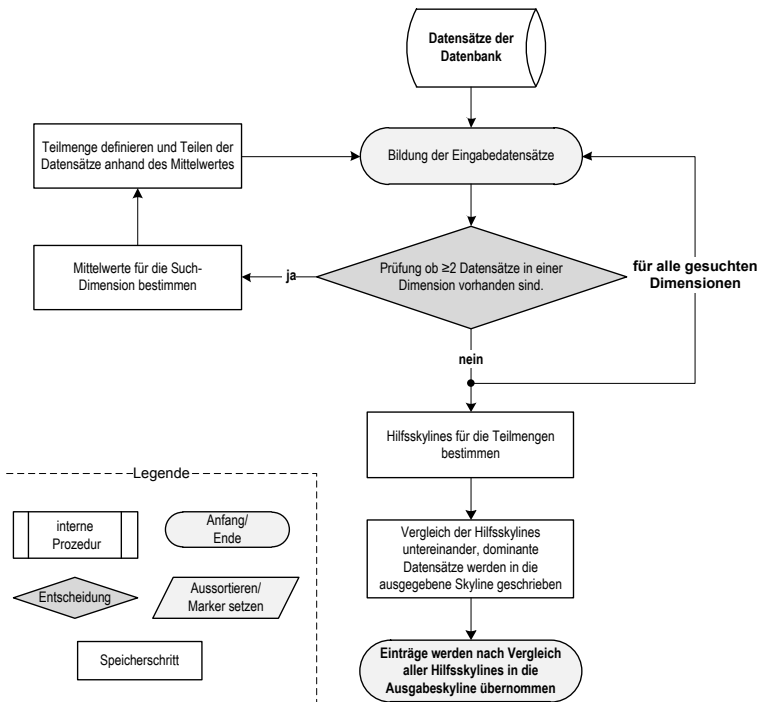 Datensätze der
Datenbank
Teilmenge definieren und Teilen der
Datensätze anhand des Mittelwertes
Bildung der Eingabedatensätze
Mittelwerte für die Such-
Dimension bestimmen
ja
Prüfung ob ≥2 Datensätze in einer
Dimension vorhanden sind.
für alle gesuchten
Dimensionen
nein
Hilfsskylines für die Teilmengen
bestimmen
Vergleich der Hilfsskylines
untereinander, dominante
Datensätze werden in die
ausgegebene Skyline geschrieben
Einträge werden nach Vergleich
aller Hilfsskylines in die
Ausgabeskyline übernommen
Legende
interne
Prozedur
Anfang/
Ende
Entscheidung
Aussortieren/
Marker setzen
Speicherschritt